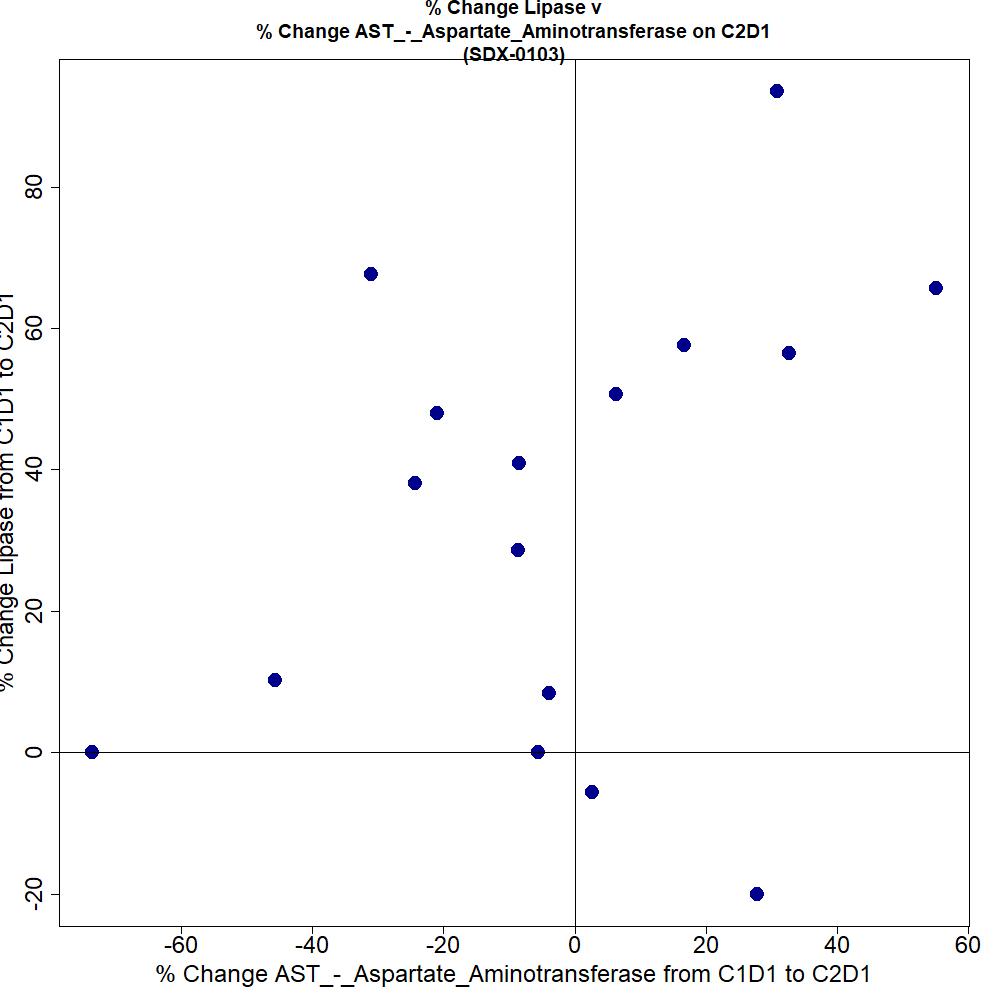 % Change Lipase v
% Change AST_-_Aspartate_Aminotransferase on C2D1
(SDX-0103)
% Change Lipase from C1D1 to C2D1
80
60
40
20
0
-20
-60
-40
-20
0
20
40
60
% Change AST_-_Aspartate_Aminotransferase from C1D1 to C2D1